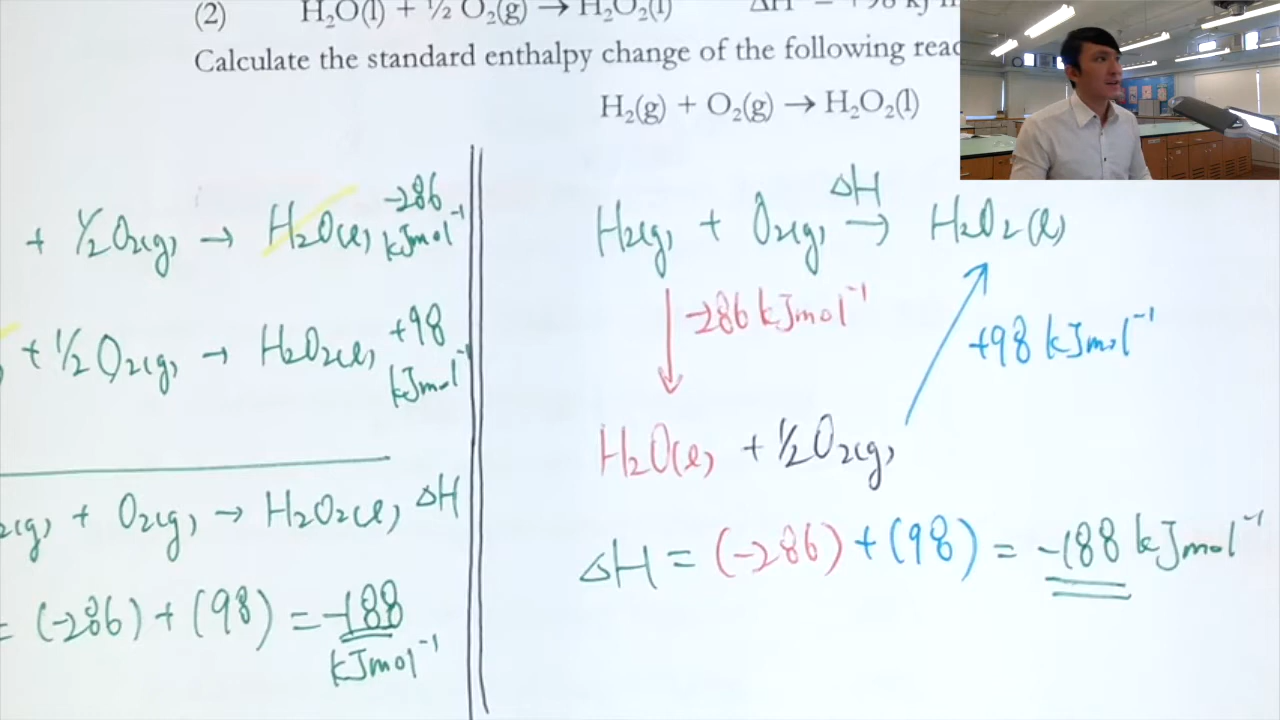 (2) H₂O(l) + ½ O₂(g) → H₂O₂(l)
Calculate the standard enthalpy change of the following
H₂(g) + O₂(g) → H₂O₂(l)
+ ½O₂(g) → H₂O(l) -286 kJmol⁻¹
+ ½O₂(g) → H₂O₂(l) +98 kJmol⁻¹
+ O₂(g) → H₂O₂(l) ΔH
= (-286) + (98) = -188 kJmol⁻¹
H₂(g) + O₂(g) ΔH → H₂O₂(l)
-286 kJmol⁻¹
+98 kJmol⁻¹
H₂O(l) + ½O₂(g)
ΔH = (-286) + (98) = -188 kJmol⁻¹